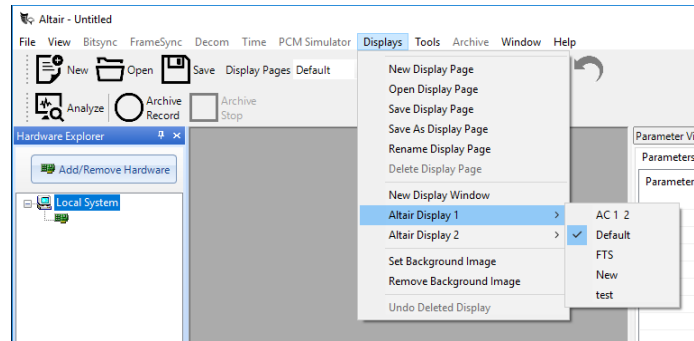 Altair - Untitled
File View Bitsync FrameSync Decom Time PCM Simulator Displays Tools Archive Window Help
New Open Save Display Pages Default
Analyze Archive Record Archive Stop
Hardware Explorer
Add/Remove Hardware
Local System
New Display Page
Open Display Page
Save Display Page
Save As Display Page
Rename Display Page
Delete Display Page
New Display Window
Altair Display 1
Altair Display 2
Set Background Image
Remove Background Image
Undo Deleted Display
AC 1 2
Default
FTS
New
test
Parameter Vi
Parameters
Parameter